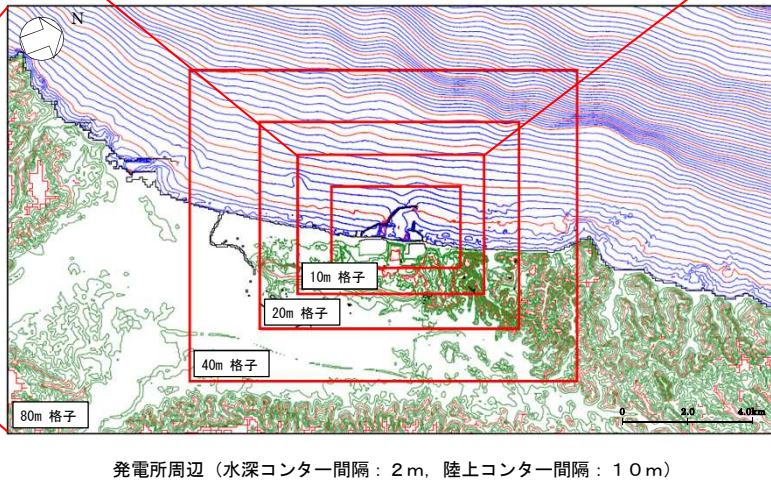 N
10m 格子
20m 格子
40m 格子
80m 格子
0 2.0 4.0km
発電所周辺（水深コンター間隔：２ｍ，陸上コンター間隔：１０ｍ）